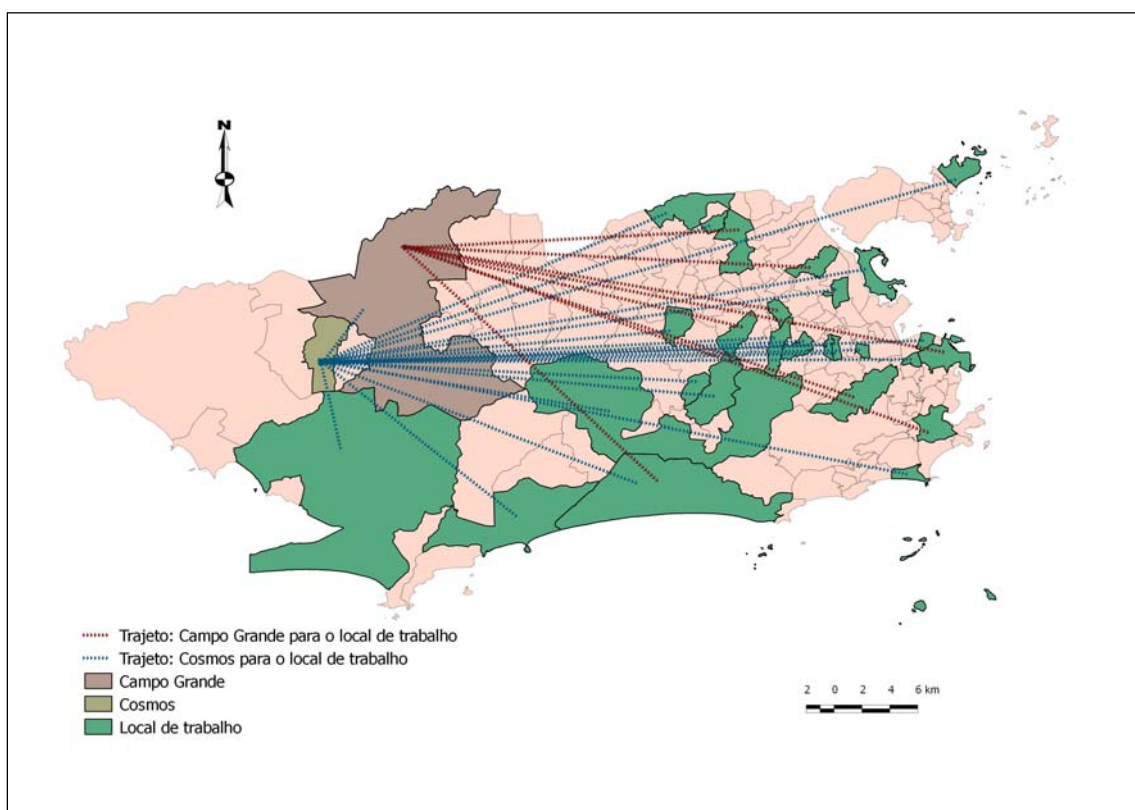 N
Trajeto: Campo Grande para o local de trabalho
Trajeto: Cosmos para o local de trabalho
Campo Grande
Cosmos
Local de trabalho
2 0 2 4 6 km